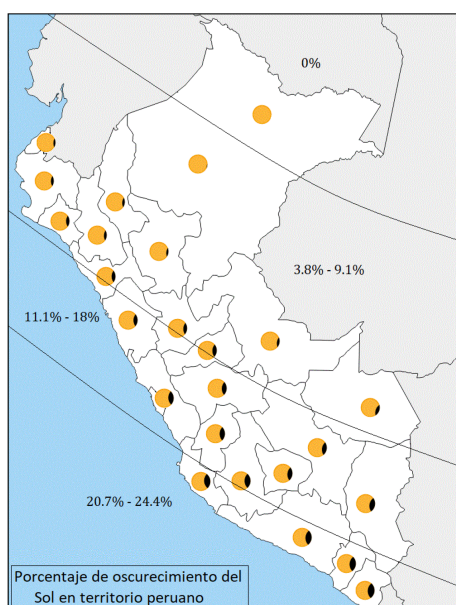 0%
3.8% - 9.1%
11.1% - 18%
20.7% - 24.4%
Porcentaje de oscurecimiento del
Sol en territorio peruano